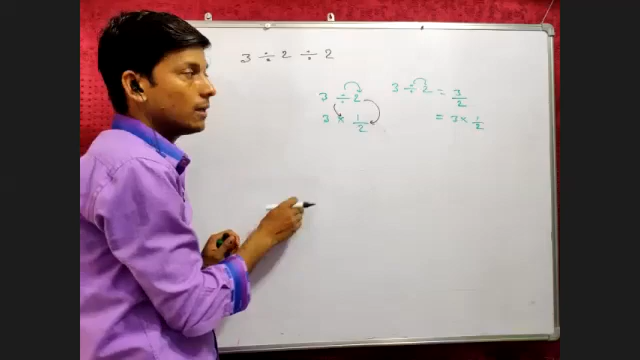 3 ÷ 2 ÷ 2
3 ÷ 2
3 × 1/2
3 ÷ 2 = 3/2
= 3 × 1/2